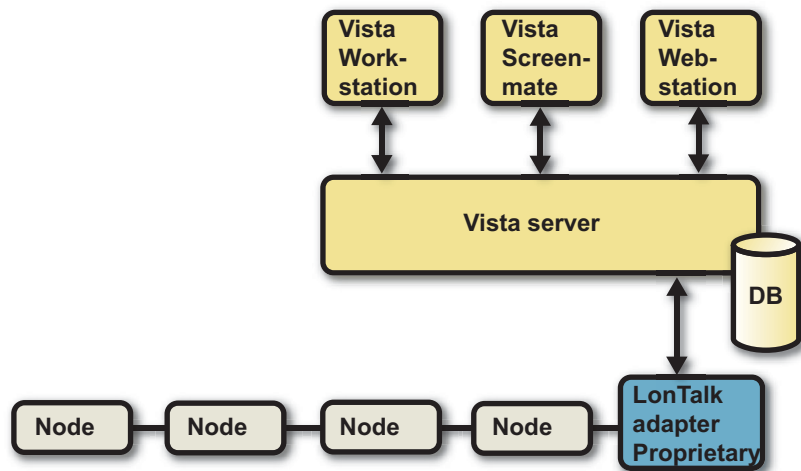 Vista
Work-
station
Vista
Screen-
mate
Vista
Web-
station
Vista server
DB
LonTalk
adapter
Proprietary
Node
Node
Node
Node